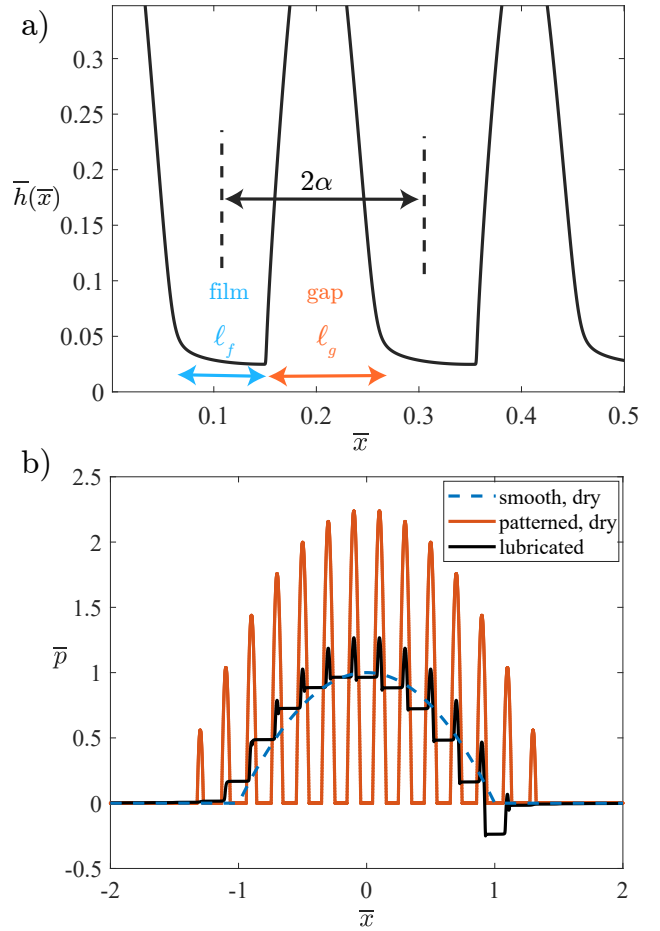 a)
0.3
0.25
h̅(x̅)
0.2
2α
0.15
0.1
film
gap
0.05
ℓ_f
ℓ_g
0
0.1
0.2
0.3
0.4
0.5
x̅
b)
2.5
smooth, dry
2
patterned, dry
lubricated
1.5
p̅
1
0.5
0
-0.5
-2
-1
0
1
2
x̅